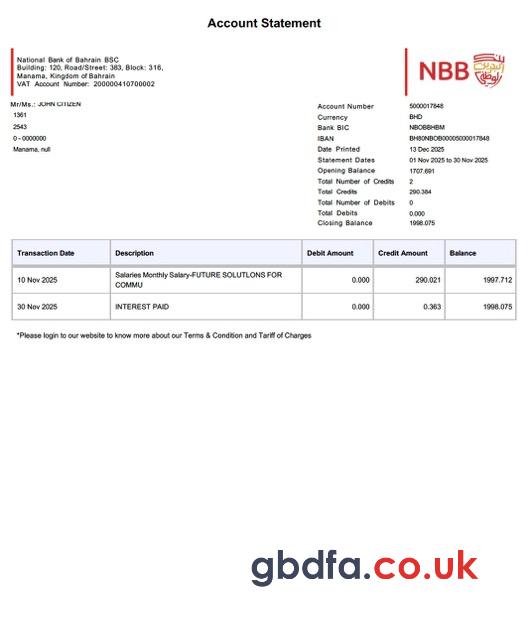 Account Statement
National Bank of Bahrain BSC
Building: 120, Road/Street: 383, Block: 316,
Manama, Kingdom of Bahrain
VAT Account Number: 200000410700002
NBB
Mr/Ms.: JOHN CITIZEN
1361
2543
0 - 0000000
Manama, null
Account Number 5000017848
Currency BHD
Bank BIC NBOBBHBM
IBAN BH80NBOB00005000017848
Date Printed 13 Dec 2025
Statement Dates 01 Nov 2025 to 30 Nov 2025
Opening Balance 1707.691
Total Number of Credits 2
Total Credits 290.384
Total Number of Debits 0
Total Debits 0.000
Closing Balance 1998.075
Transaction Date Description Debit Amount Credit Amount Balance
10 Nov 2025 Salaries Monthly Salary-FUTURE SOLUTLONS FOR 0.000 290.021 1997.712
COMMU
30 Nov 2025 INTEREST PAID 0.000 0.363 1998.075
*Please login to our website to know more about our Terms & Condition and Tariff of Charges
gbdfa.co.uk